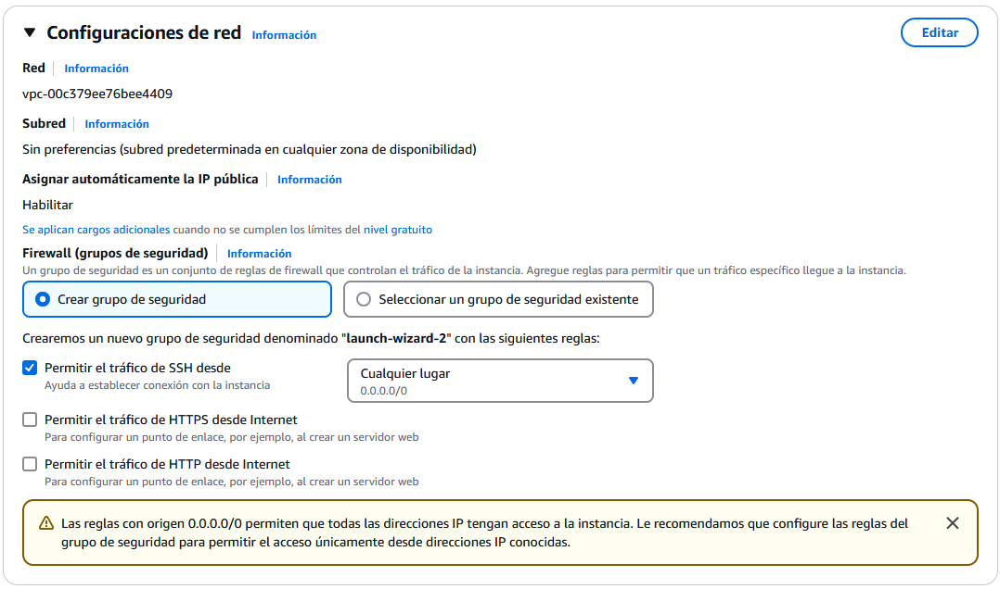 Configuraciones de red Información
Editar
Red Información
vpc-00c379ee76bee4409
Subred Información
Sin preferencias (subred predeterminada en cualquier zona de disponibilidad)
Asignar automáticamente la IP pública Información
Habilitar
Se aplican cargos adicionales cuando no se cumplen los límites del nivel gratuito
Firewall (grupos de seguridad) Información
Un grupo de seguridad es un conjunto de reglas de firewall que controlan el tráfico de la instancia. Agregue reglas para permitir que un tráfico específico llegue a la instancia.
Crear grupo de seguridad
Seleccionar un grupo de seguridad existente
Crearemos un nuevo grupo de seguridad denominado "launch-wizard-2" con las siguientes reglas:
Permitir el tráfico de SSH desde
Ayuda a establecer conexión con la instancia
Cualquier lugar
0.0.0.0/0
Permitir el tráfico de HTTPS desde Internet
Para configurar un punto de enlace, por ejemplo, al crear un servidor web
Permitir el tráfico de HTTP desde Internet
Para configurar un punto de enlace, por ejemplo, al crear un servidor web
Las reglas con origen 0.0.0.0/0 permiten que todas las direcciones IP tengan acceso a la instancia. Le recomendamos que configure las reglas del
grupo de seguridad para permitir el acceso únicamente desde direcciones IP conocidas.